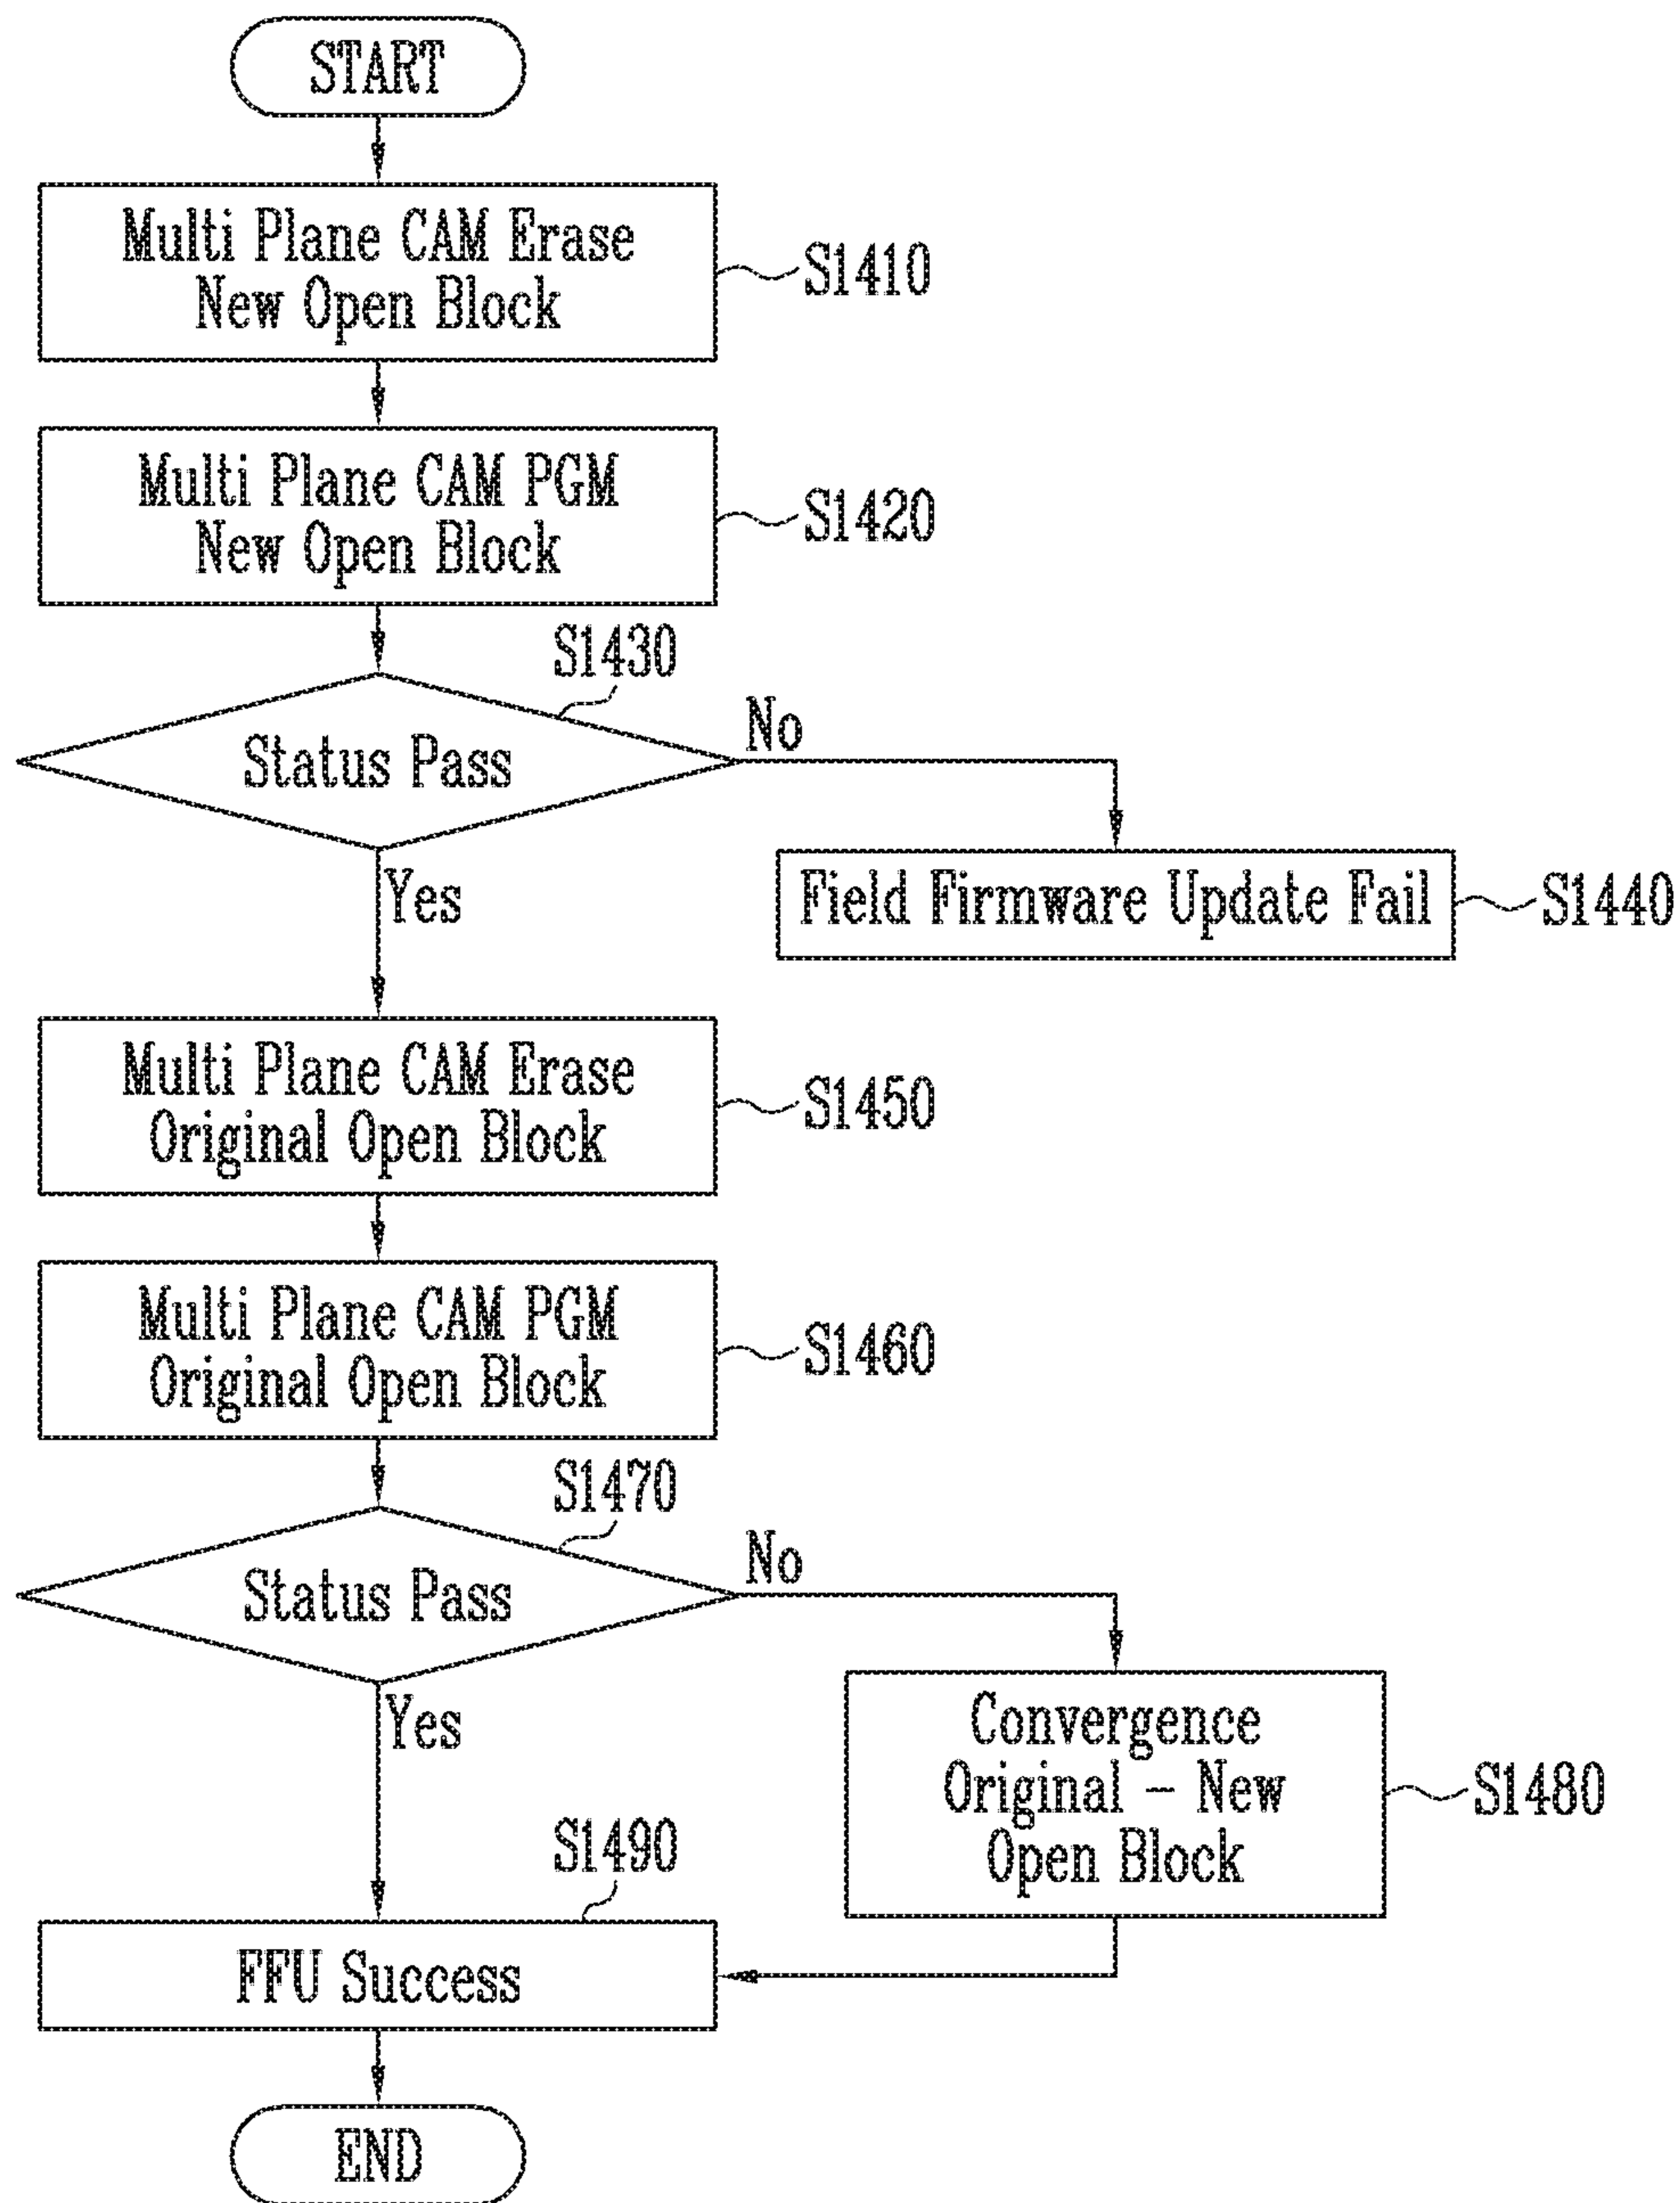 START
Multi Plane CAM Erase
New Open Block
S1410
Multi Plane CAM PGM
New Open Block
S1420
S1430
Status Pass
No
Yes
Field Firmware Update Fail
S1440
Multi Plane CAM Erase
Original Open Block
S1450
Multi Plane CAM PGM
Original Open Block
S1460
S1470
Status Pass
No
Yes
Convergence
Original – New
Open Block
S1480
S1490
FFU Success
END